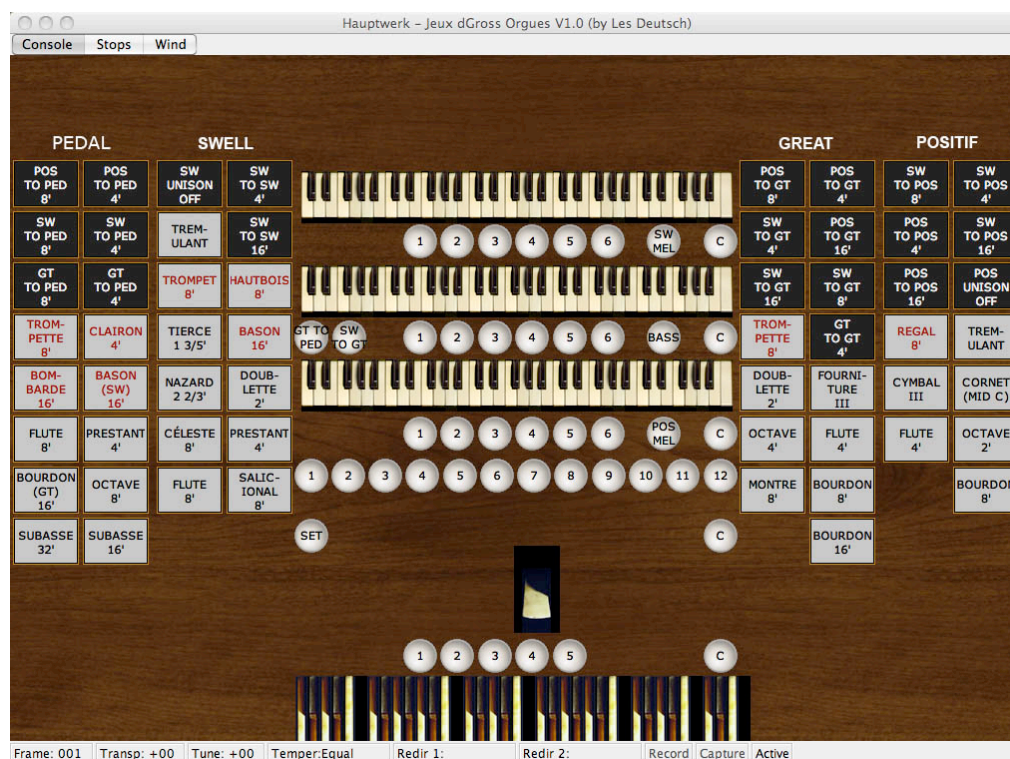 Hauptwerk – Jeux dGross Orgues V1.0 (by Les Deutsch)
Console Stops Wind
PEDAL SWELL GREAT POSITIF
POS
TO PED
8'
POS
TO PED
4'
SW
UNISON
OFF
SW
TO SW
4'
POS
TO GT
8'
POS
TO GT
4'
SW
TO POS
8'
SW
TO POS
4'
SW
TO PED
8'
SW
TO PED
4'
TREM-
ULANT
SW
TO SW
16'
1 2 3 4 5 6
SW
MEL
C
SW
TO GT
4'
POS
TO GT
16'
POS
TO POS
4'
SW
TO POS
16'
GT
TO PED
8'
GT
TO PED
4'
TROMPET
8'
HAUTBOIS
8'
SW
TO GT
16'
SW
TO GT
8'
POS
TO POS
16'
POS
UNISON
OFF
TROM-
PETTE
8'
CLAIRON
4'
TIERCE
1 3/5'
BASON
16'
GT TO
PED
SW
TO GT
1 2 3 4 5 6 BASS C
TROM-
PETTE
8'
GT
TO GT
4'
REGAL
8'
TREM-
ULANT
BOM-
BARDE
16'
BASON
(SW)
16'
NAZARD
2 2/3'
DOUB-
LETTE
2'
DOUB-
LETTE
2'
FOURNI-
TURE
III
CYMBAL
III
CORNET
(MID C)
FLUTE
8'
PRESTANT
4'
CÉLESTE
8'
PRESTANT
4'
1 2 3 4 5 6
POS
MEL
C
OCTAVE
4'
FLUTE
4'
FLUTE
4'
OCTAVE
2'
BOURDON
(GT)
16'
OCTAVE
8'
FLUTE
8'
SALIC-
IONAL
8'
1 2 3 4 5 6 7 8 9 10 11 12
MONTRE
8'
BOURDON
8'
BOURDON
8'
SUBASSE
32'
SUBASSE
16'
SET C
BOURDON
16'
1 2 3 4 5 C
Frame: 001 Transp: +00 Tune: +00 Temper:Equal Redir 1: Redir 2: Record Capture Active